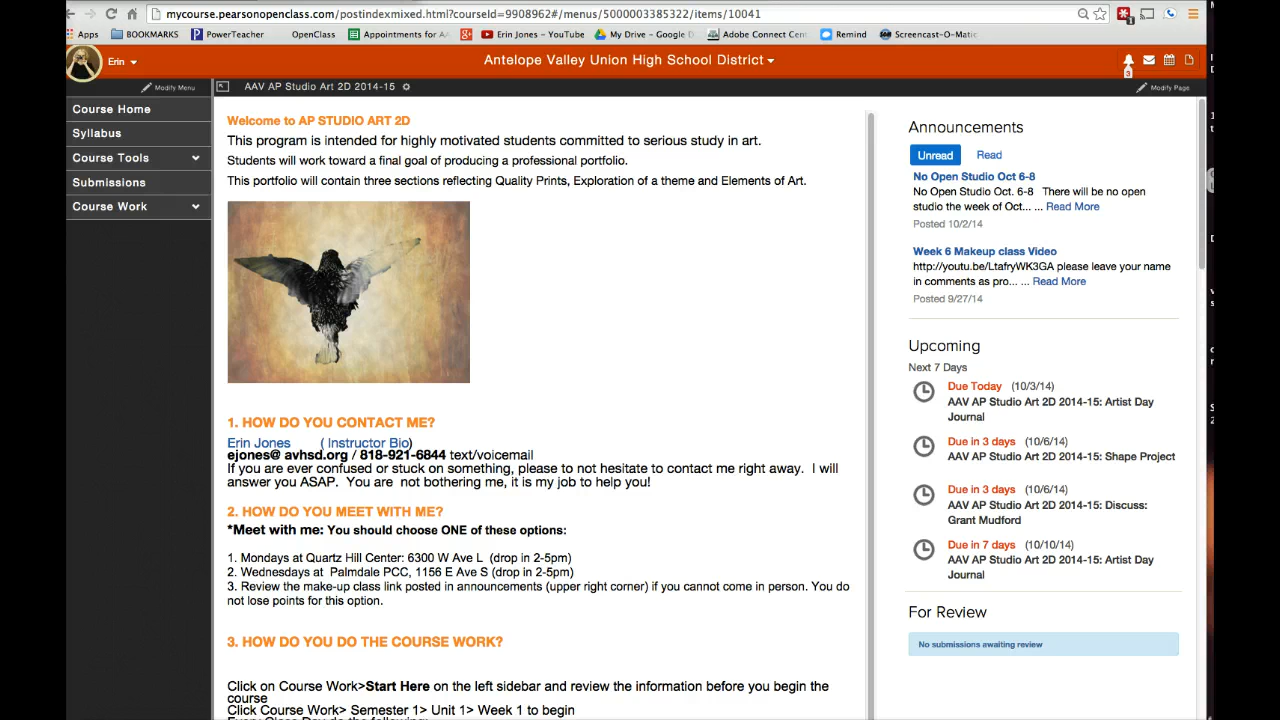 mycourse.pearsonopenclass.com/postindexmixed.html?courseId=9908962#/menus/5000003385322/items/10041
Apps BOOKMARKS PowerTeacher OpenClass Appointments for AA Erin Jones - YouTube My Drive - Google D Adobe Connect Cent Remind Screencast-O-Matic
Erin Antelope Valley Union High School District 3
Modify Menu AAV AP Studio Art 2D 2014-15 Modify Page
Course Home
Syllabus
Course Tools
Submissions
Course Work
Welcome to AP STUDIO ART 2D
This program is intended for highly motivated students committed to serious study in art.
Students will work toward a final goal of producing a professional portfolio.
This portfolio will contain three sections reflecting Quality Prints, Exploration of a theme and Elements of Art.
1. HOW DO YOU CONTACT ME?
Erin Jones ( Instructor Bio)
ejones@ avhsd.org / 818-921-6844 text/voicemail
If you are ever confused or stuck on something, please to not hesitate to contact me right away. I will
answer you ASAP. You are not bothering me, it is my job to help you!
2. HOW DO YOU MEET WITH ME?
*Meet with me: You should choose ONE of these options:
1. Mondays at Quartz Hill Center: 6300 W Ave L (drop in 2-5pm)
2. Wednesdays at Palmdale PCC, 1156 E Ave S (drop in 2-5pm)
3. Review the make-up class link posted in announcements (upper right corner) if you cannot come in person. You do
not lose points for this option.
3. HOW DO YOU DO THE COURSE WORK?
Click on Course Work>Start Here on the left sidebar and review the information before you begin the
course
Click Course Work> Semester 1> Unit 1> Week 1 to begin
Every Class Day do the following:
Announcements
Unread Read
No Open Studio Oct 6-8
No Open Studio Oct. 6-8 There will be no open
studio the week of Oct... ... Read More
Posted 10/2/14
Week 6 Makeup class Video
http://youtu.be/LtafryWK3GA please leave your name
in comments as pro... ... Read More
Posted 9/27/14
Upcoming
Next 7 Days
Due Today (10/3/14)
AAV AP Studio Art 2D 2014-15: Artist Day
Journal
Due in 3 days (10/6/14)
AAV AP Studio Art 2D 2014-15: Shape Project
Due in 3 days (10/6/14)
AAV AP Studio Art 2D 2014-15: Discuss:
Grant Mudford
Due in 7 days (10/10/14)
AAV AP Studio Art 2D 2014-15: Artist Day
Journal
For Review
No submissions awaiting review